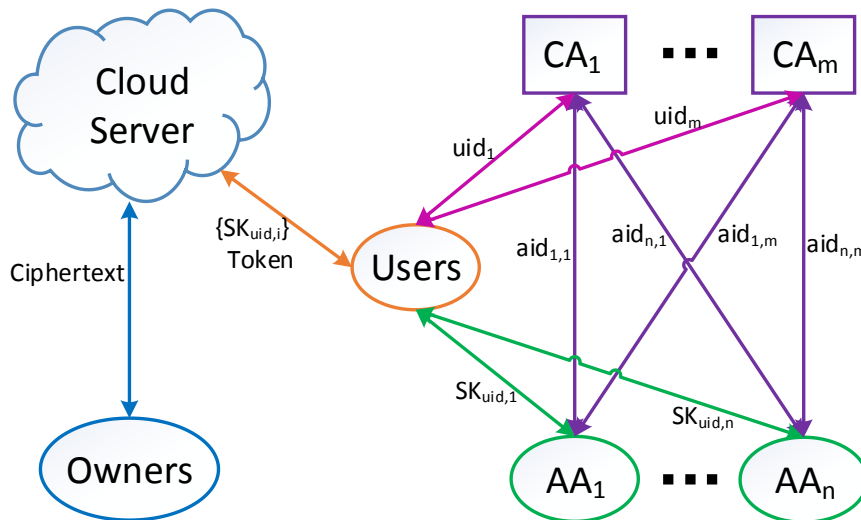 Cloud
Server
CA1
CAm
uid1
uidm
{SKuid,i}
Token
Ciphertext
Users
aid1,1
aidn,1
aid1,m
aidn,m
SKuid,1
SKuid,n
Owners
AA1
AAn